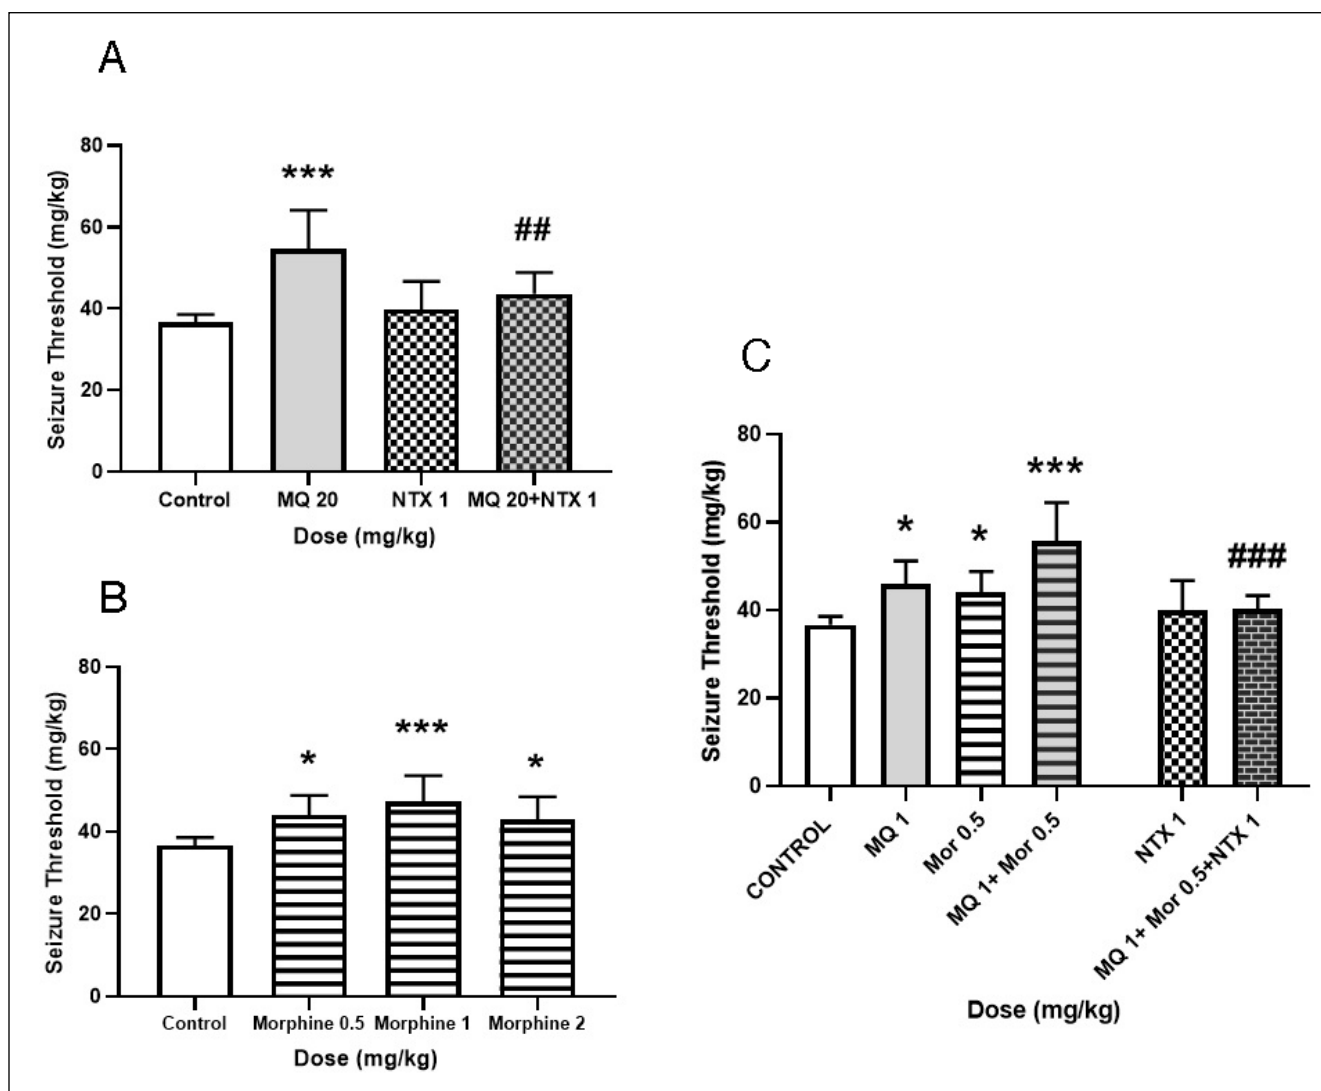 A
Seizure Threshold (mg/kg)
80
60
40
20
0
***
##
Control MQ 20 NTX 1 MQ 20+NTX 1
Dose (mg/kg)
B
Seizure Threshold (mg/kg)
80
60
40
20
0
*
***
*
Control Morphine 0.5 Morphine 1 Morphine 2
Dose (mg/kg)
C
Seizure Threshold (mg/kg)
80
60
40
20
0
*
*
***
###
CONTROL
MQ 1
Mor 0.5
MQ 1+ Mor 0.5
NTX 1
MQ 1+ Mor 0.5+NTX 1
Dose (mg/kg)